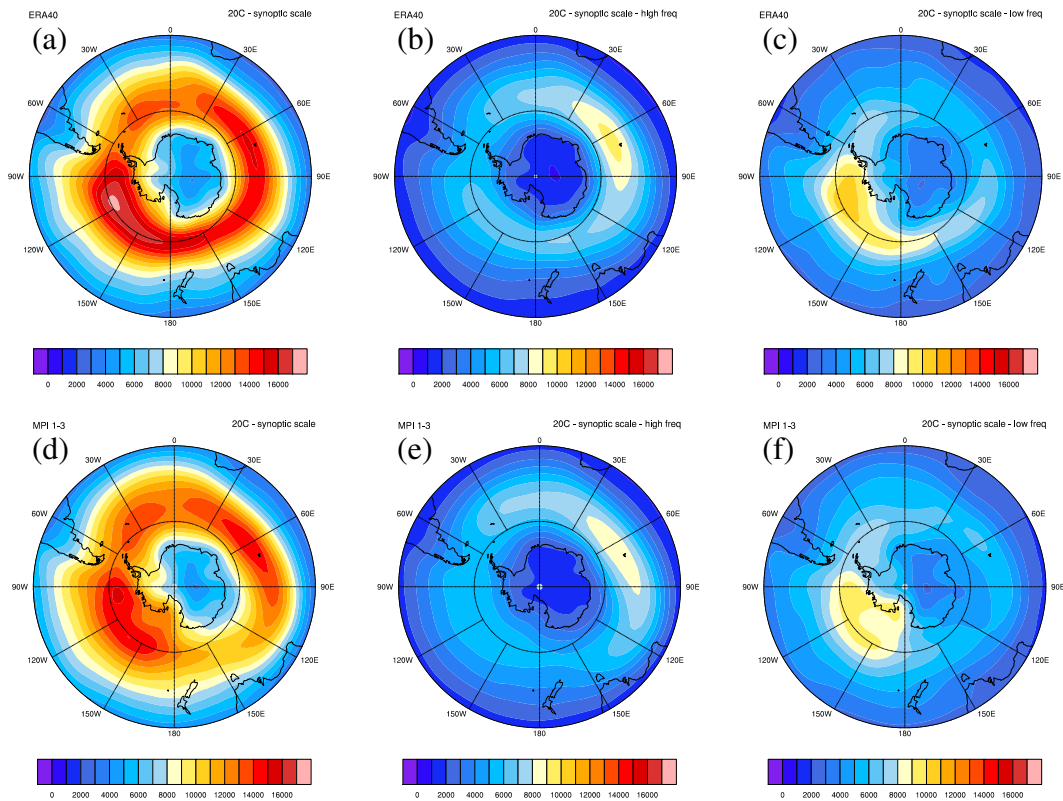 ERA40 20C - synoptic scale
(a)
0
30W 30E
60W 60E
90W 90E
120W 120E
150W 150E
180
0 2000 4000 6000 8000 10000 12000 14000 16000
ERA40 20C - synoptic scale - high freq
(b)
0
30W 30E
60W 60E
90W 90E
120W 120E
150W 150E
180
0 2000 4000 6000 8000 10000 12000 14000 16000
ERA40 20C - synoptic scale - low freq
(c)
0
30W 30E
60W 60E
90W 90E
120W 120E
150W 150E
180
0 2000 4000 6000 8000 10000 12000 14000 16000
MPI 1-3 20C - synoptic scale
(d)
0
30W 30E
60W 60E
90W 90E
120W 120E
150W 150E
180
0 2000 4000 6000 8000 10000 12000 14000 16000
MPI 1-3 20C - synoptic scale - high freq
(e)
0
30W 30E
60W 60E
90W 90E
120W 120E
150W 150E
180
0 2000 4000 6000 8000 10000 12000 14000 16000
MPI 1-3 20C - synoptic scale - low freq
(f)
0
30W 30E
60W 60E
90W 90E
120W 120E
150W 150E
180
0 2000 4000 6000 8000 10000 12000 14000 16000